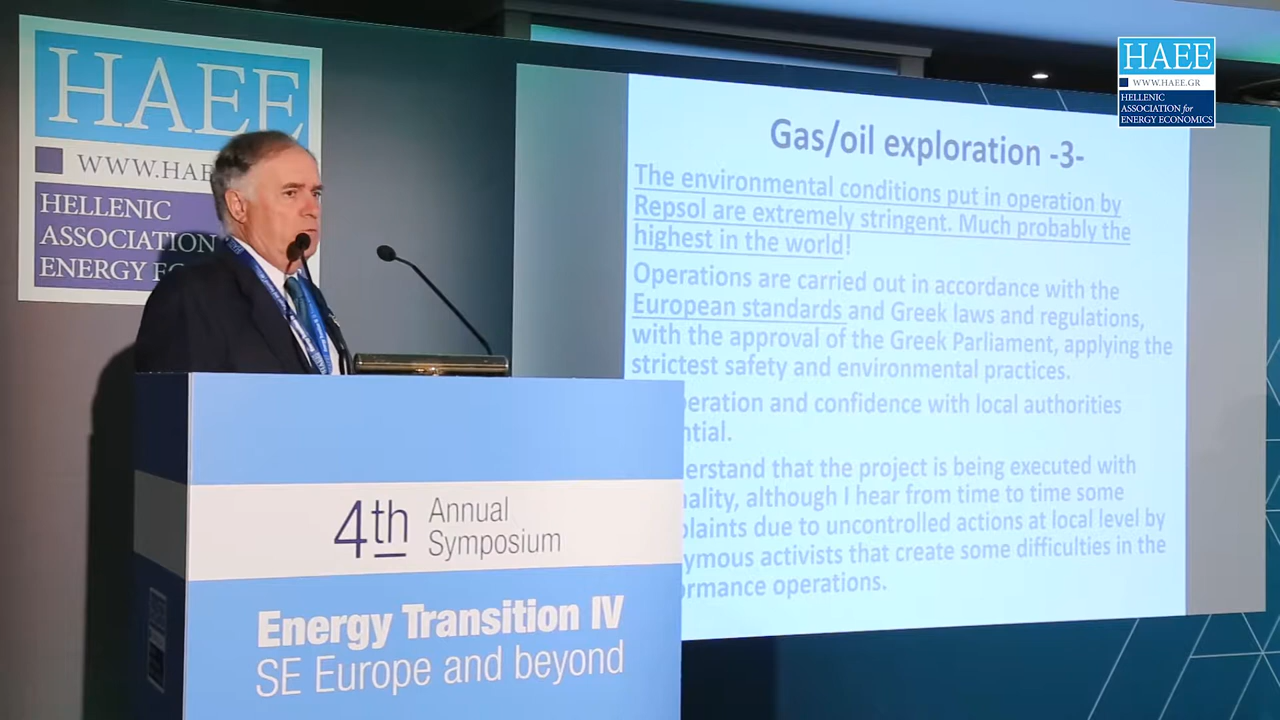 HAEE
WWW.HAE
HELLENIC
ASSOCIATION
ENERGY
HAEE
WWW.HAEE.GR
HELLENIC
ASSOCIATION for
ENERGY ECONOMICS
Gas/oil exploration -3-
The environmental conditions put in operation by
Repsol are extremely stringent. Much probably the
highest in the world!
Operations are carried out in accordance with the
European standards and Greek laws and regulations,
with the approval of the Greek Parliament, applying the
strictest safety and environmental practices.
and confidence with local authorities
that the project is being executed with
although I hear from time to time some
due to uncontrolled actions at local level by
activists that create some difficulties in the
operations.
4th Annual
Symposium
Energy Transition IV
SE Europe and beyond